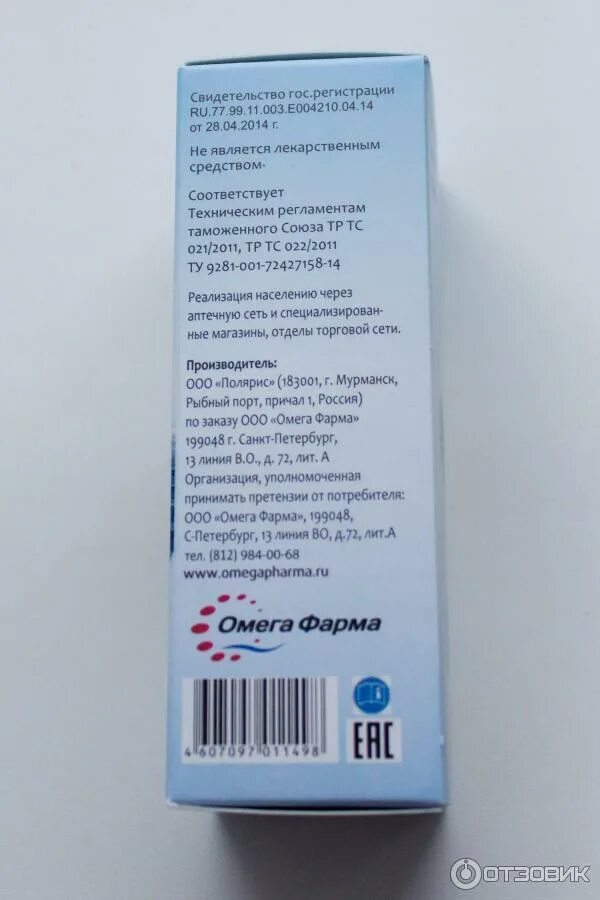 Свидетельство гос.регистрации
RU.77.99.11.003.E004210.04.14
от 28.04.2014 г.
Не является лекарственным
средством.
Соответствует
Техническим регламентам
таможенного Союза ТР ТС
021/2011, ТР ТС 022/2011
ТУ 9281-001-72427158-14
Реализация населению через
аптечную сеть и специализирован-
ные магазины, отделы торговой сети.
Производитель:
ООО «Полярис» (183001, г. Мурманск,
Рыбный порт, причал 1, Россия)
по заказу ООО «Омега Фарма»
199048 г. Санкт-Петербург,
13 линия В.О., д. 72, лит. А
Организация, уполномоченная
принимать претензии от потребителя:
ООО «Омега Фарма», 199048,
С-Петербург, 13 линия ВО, д.72, лит.А
тел. (812) 984-00-68
www.omegapharma.ru
Омега Фарма
4 607097 011498
EAC
ОТЗОВИК